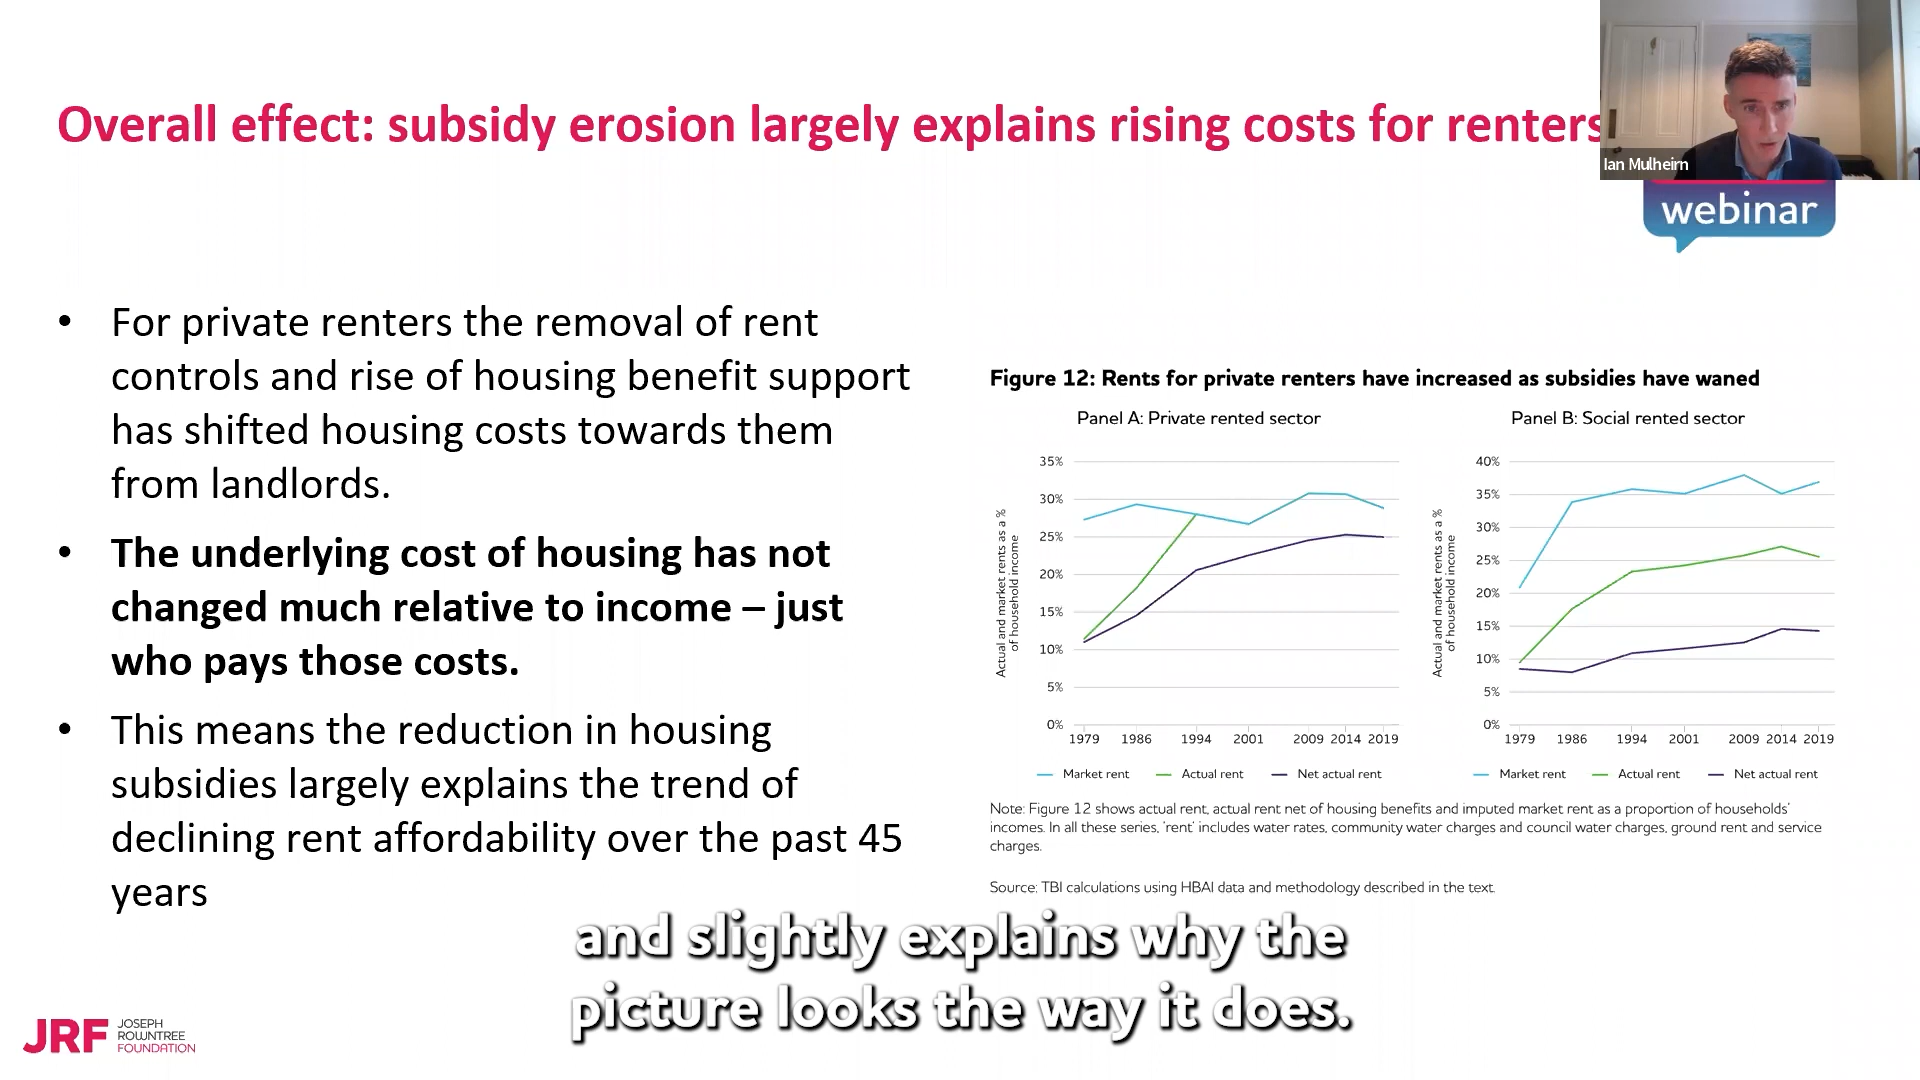 Overall effect: subsidy erosion largely explains rising costs for renters
Ian Mulheirn
webinar
• For private renters the removal of rent
controls and rise of housing benefit support
has shifted housing costs towards them
from landlords.
• The underlying cost of housing has not
changed much relative to income – just
who pays those costs.
• This means the reduction in housing
subsidies largely explains the trend of
declining rent affordability over the past 45
years
Figure 12: Rents for private renters have increased as subsidies have waned
Panel A: Private rented sector
Actual and market rents as a %
of household income
35%
30%
25%
20%
15%
10%
5%
0%
1979 1986 1994 2001 2009 2014 2019
Market rent Actual rent Net actual rent
Panel B: Social rented sector
Actual and market rents as a %
of household income
40%
35%
30%
25%
20%
15%
10%
5%
0%
1979 1986 1994 2001 2009 2014 2019
Market rent Actual rent Net actual rent
Note: Figure 12 shows actual rent, actual rent net of housing benefits and imputed market rent as a proportion of households'
incomes. In all these series, 'rent' includes water rates, community water charges and council water charges, ground rent and service
charges.
Source: TBI calculations using HBAI data and methodology described in the text.
and slightly explains why the
picture looks the way it does.
JRF
JOSEPH
ROWNTREE
FOUNDATION